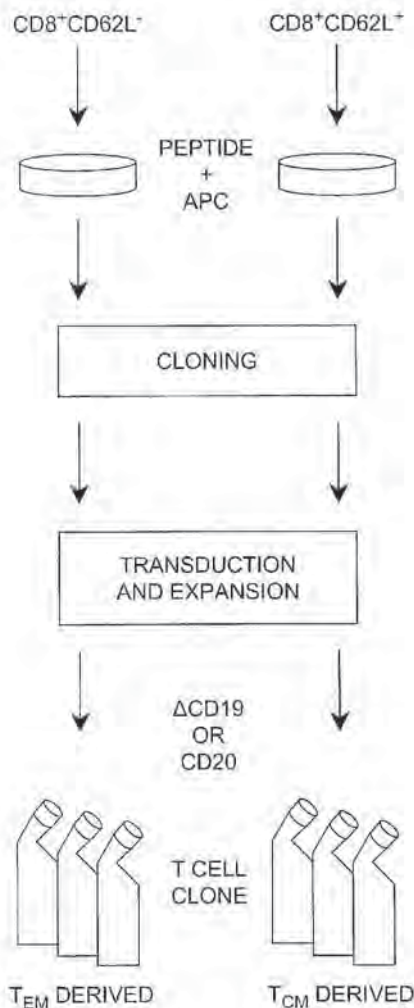 CD8⁺CD62L⁻ CD8⁺CD62L⁺
PEPTIDE
+
APC
CLONING
TRANSDUCTION
AND EXPANSION
ΔCD19
OR
CD20
T CELL
CLONE
T_EM DERIVED T_CM DERIVED